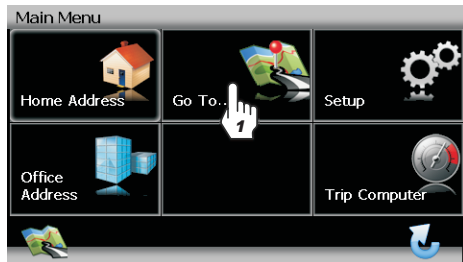 Main Menu
Home Address
Go To..
1
Setup
Office
Address
Trip Computer